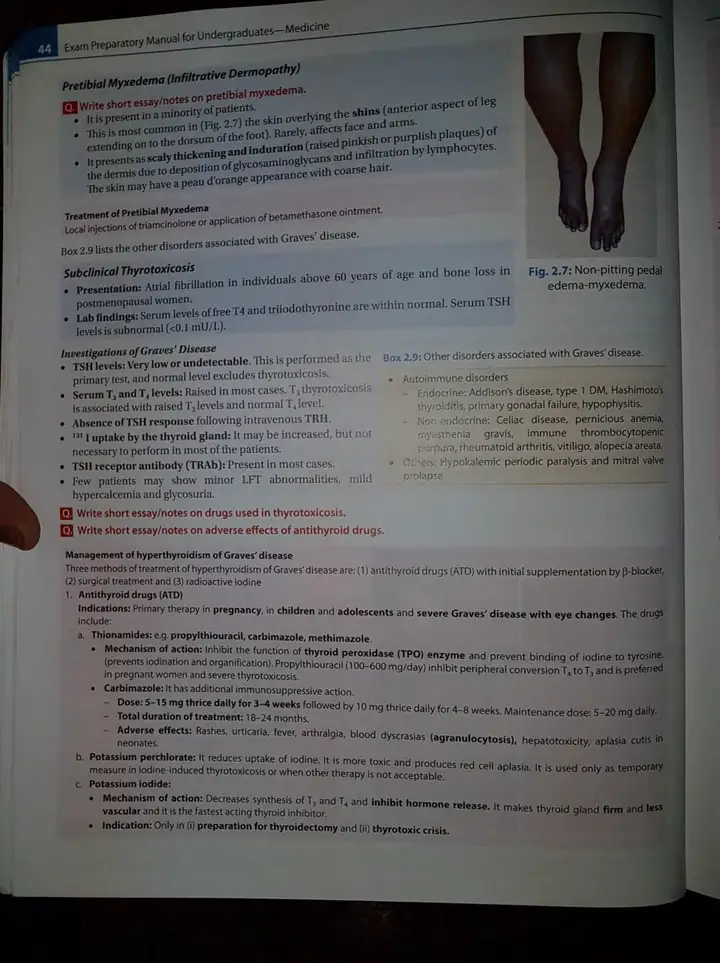 44 Exam Preparatory Manual for Undergraduates—Medicine
Pretibial Myxedema (Infiltrative Dermopathy)
Q. Write short essay/notes on pretibial myxedema.
• It is present in a minority of patients.
• This is most common in (Fig. 2.7) the skin overlying the shins (anterior aspect of leg
extending on to the dorsum of the foot). Rarely, affects face and arms.
• It presents as scaly thickening and induration (raised pinkish or purplish plaques) of
the dermis due to deposition of glycosaminoglycans and infiltration by lymphocytes.
The skin may have a peau d'orange appearance with coarse hair.
Treatment of Pretibial Myxedema
Local injections of triamcinolone or application of betamethasone ointment.
Box 2.9 lists the other disorders associated with Graves' disease.
Subclinical Thyrotoxicosis
• Presentation: Atrial fibrillation in individuals above 60 years of age and bone loss in
postmenopausal women.
• Lab findings: Serum levels of free T4 and triiodothyronine are within normal. Serum TSH
levels is subnormal (<0.1 mU/L).
Fig. 2.7: Non-pitting pedal
edema-myxedema.
Investigations of Graves' Disease
• TSH levels: Very low or undetectable. This is performed as the
primary test, and normal level excludes thyrotoxicosis.
• Serum T3 and T4 levels: Raised in most cases. T3 thyrotoxicosis
is associated with raised T3 levels and normal T4 level.
• Absence of TSH response following intravenous TRH.
• 131 I uptake by the thyroid gland: It may be increased, but not
necessary to perform in most of the patients.
• TSH receptor antibody (TRAb): Present in most cases.
• Few patients may show minor LFT abnormalities, mild
hypercalcemia and glycosuria.
Box 2.9: Other disorders associated with Graves' disease.
• Autoimmune disorders
– Endocrine: Addison's disease, type 1 DM, Hashimoto's
thyroiditis, primary gonadal failure, hypophysitis.
– Non-endocrine: Celiac disease, pernicious anemia,
myasthenia gravis, immune thrombocytopenic
purpura, rheumatoid arthritis, vitiligo, alopecia areata.
• Others: Hypokalemic periodic paralysis and mitral valve
prolapse
Q. Write short essay/notes on drugs used in thyrotoxicosis.
Q. Write short essay/notes on adverse effects of antithyroid drugs.
Management of hyperthyroidism of Graves' disease
Three methods of treatment of hyperthyroidism of Graves' disease are: (1) antithyroid drugs (ATD) with initial supplementation by β-blocker,
(2) surgical treatment and (3) radioactive iodine
1. Antithyroid drugs (ATD)
Indications: Primary therapy in pregnancy, in children and adolescents and severe Graves' disease with eye changes. The drugs
include:
a. Thionamides: e.g. propylthiouracil, carbimazole, methimazole.
• Mechanism of action: Inhibit the function of thyroid peroxidase (TPO) enzyme and prevent binding of iodine to tyrosine.
(prevents iodination and organification). Propylthiouracil (100–600 mg/day) inhibit peripheral conversion T4 to T3 and is preferred
in pregnant women and severe thyrotoxicosis.
• Carbimazole: It has additional immunosuppressive action.
– Dose: 5–15 mg thrice daily for 3–4 weeks followed by 10 mg thrice daily for 4–8 weeks. Maintenance dose: 5–20 mg daily.
– Total duration of treatment: 18–24 months.
– Adverse effects: Rashes, urticaria, fever, arthralgia, blood dyscrasias (agranulocytosis), hepatotoxicity, aplasia cutis in
neonates.
b. Potassium perchlorate: It reduces uptake of iodine. It is more toxic and produces red cell aplasia. It is used only as temporary
measure in iodine-induced thyrotoxicosis or when other therapy is not acceptable.
c. Potassium iodide:
• Mechanism of action: Decreases synthesis of T3 and T4 and inhibit hormone release. It makes thyroid gland firm and less
vascular and it is the fastest acting thyroid inhibitor.
• Indication: Only in (i) preparation for thyroidectomy and (ii) thyrotoxic crisis.